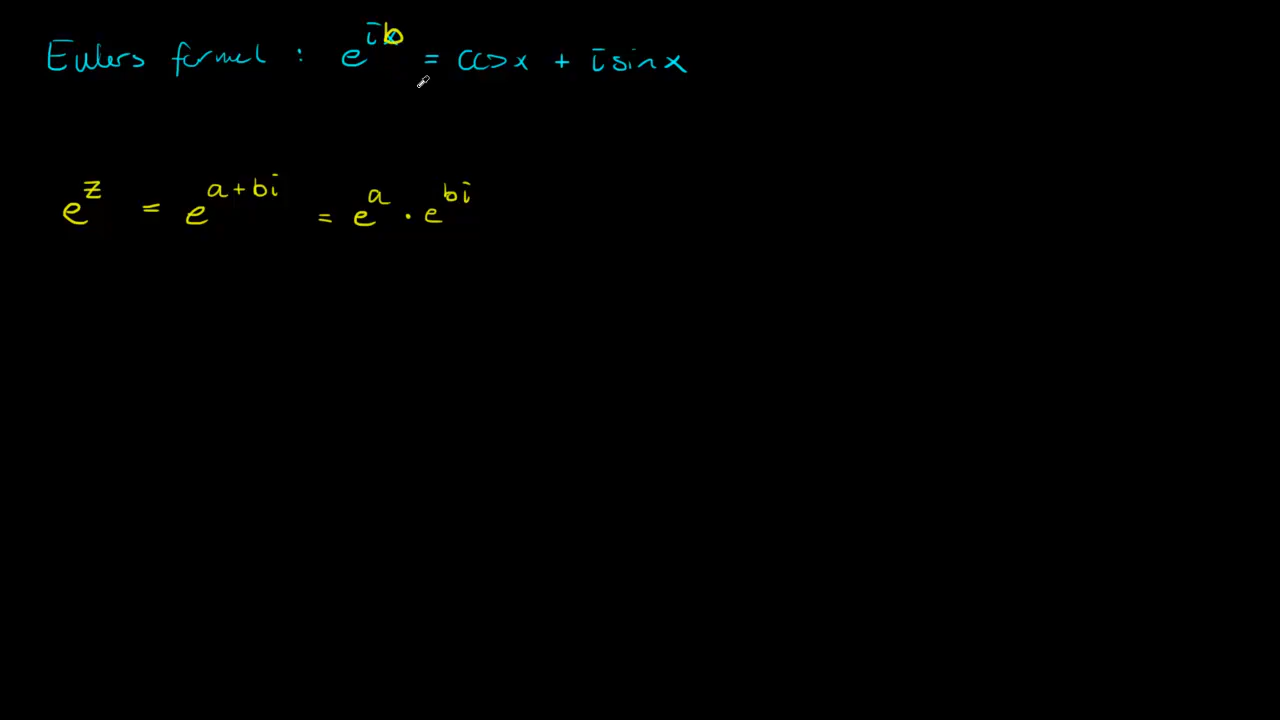 Eulers formel : e^{ib} = cos x + i sin x
e^z = e^{a+bi} = e^a · e^{bi}